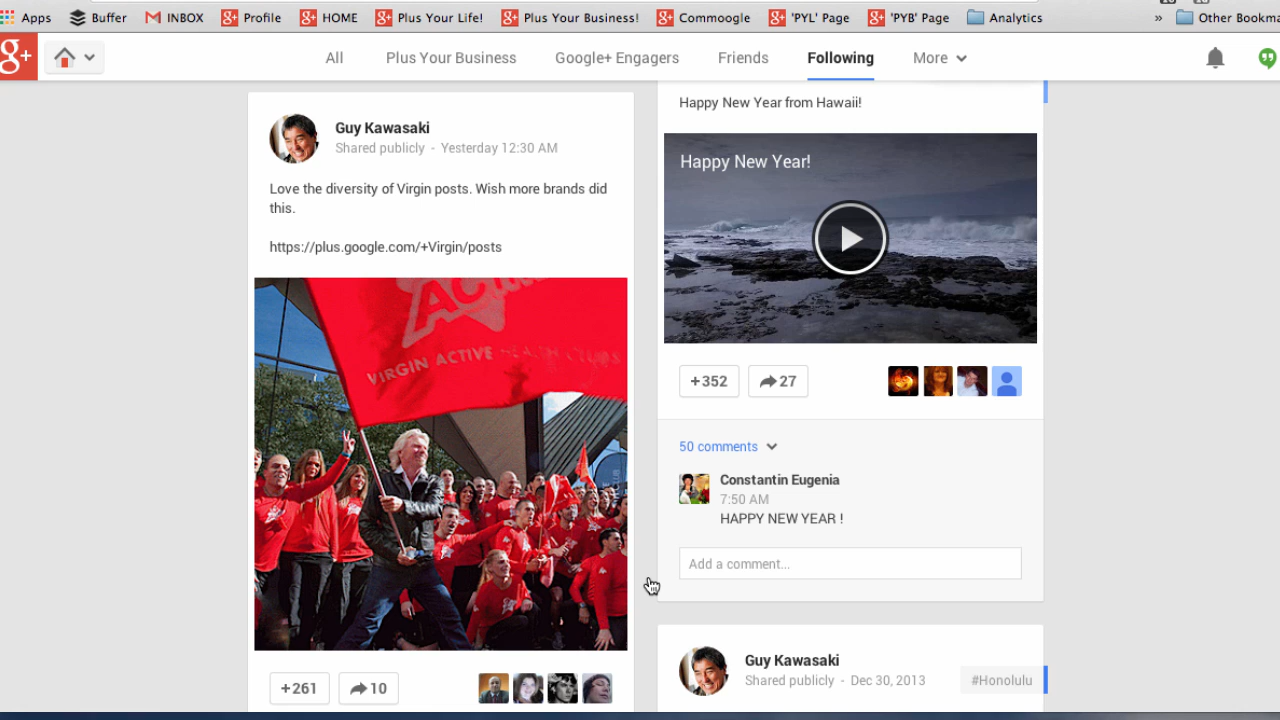 Apps Buffer INBOX Profile HOME Plus Your Life! Plus Your Business! Commoogle 'PYL' Page 'PYB' Page Analytics » Other Bookma
g+ All Plus Your Business Google+ Engagers Friends Following More
Guy Kawasaki
Shared publicly - Yesterday 12:30 AM
Love the diversity of Virgin posts. Wish more brands did
this.
https://plus.google.com/+Virgin/posts
VIRGIN ACTIVE HEALTH CLUBS
+261 10
Happy New Year from Hawaii!
Happy New Year!
+352 27
50 comments
Constantin Eugenia
7:50 AM
HAPPY NEW YEAR !
Add a comment...
Guy Kawasaki
Shared publicly - Dec 30, 2013 #Honolulu